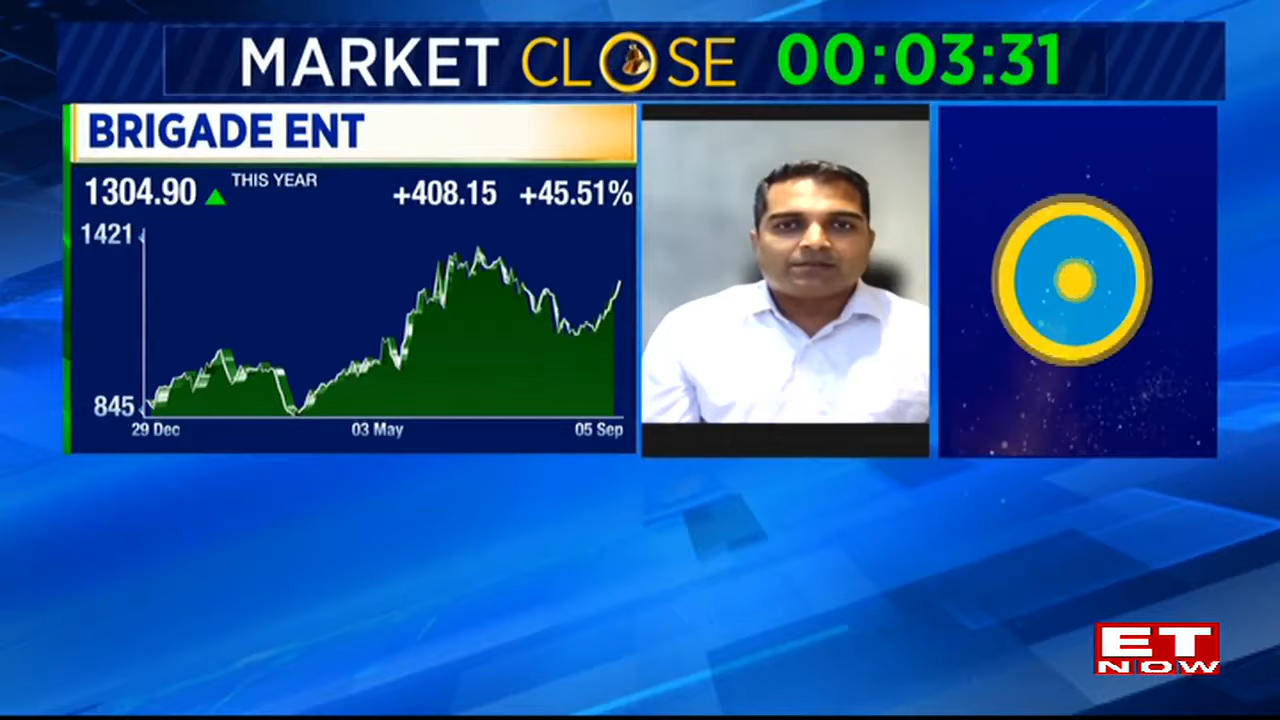 MARKET CLOSE 00:03:31
BRIGADE ENT
1304.90 THIS YEAR +408.15 +45.51%
1421
845
29 Dec 03 May 05 Sep
ET
NOW